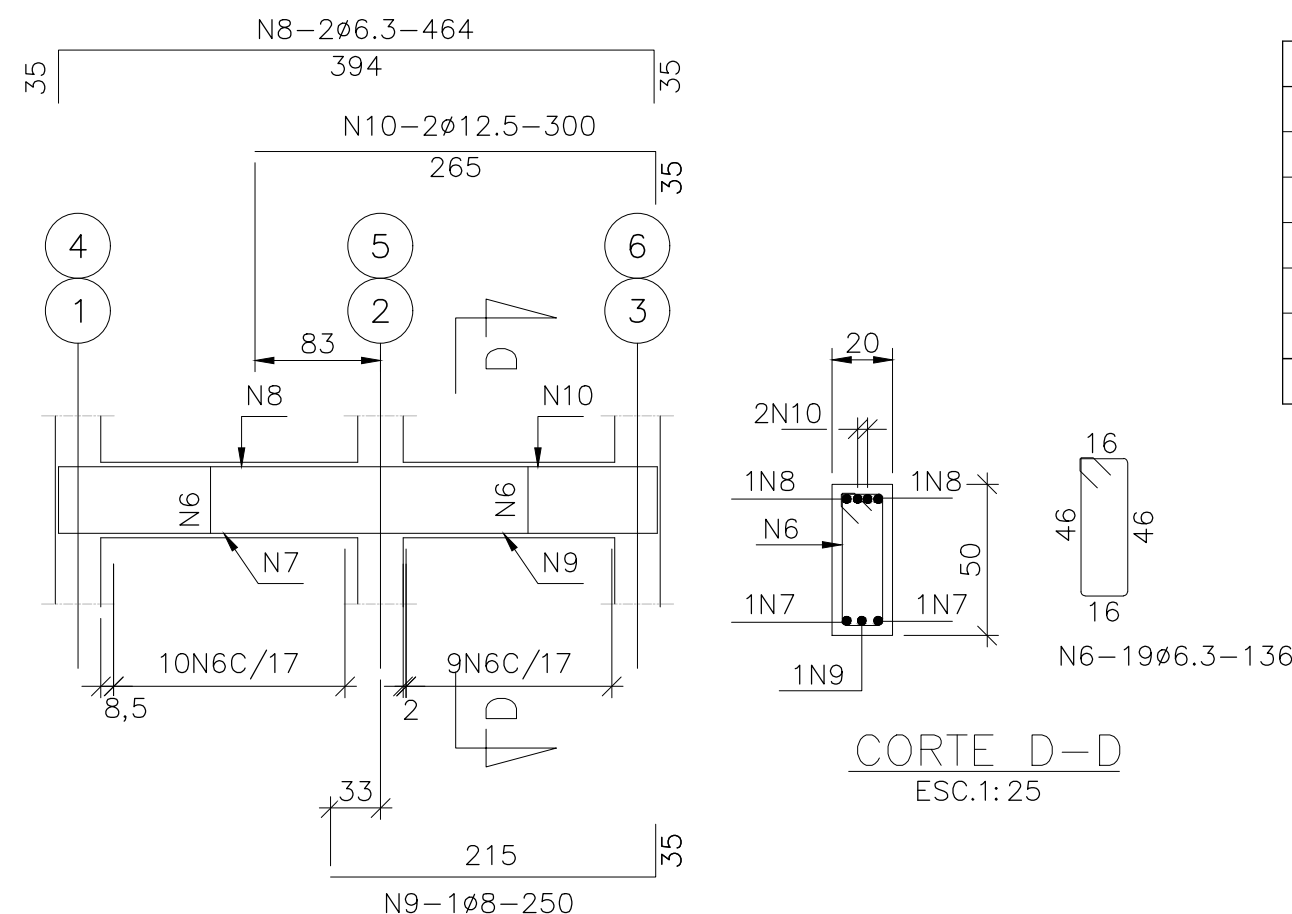 N8-2ø6.3-464
394
35
35
N10-2ø12.5-300
265
35
4
5
6
1
2
3
83
D
N8
N10
N6
N6
N7
N9
10N6C/17
9N6C/17
8,5
2
D
33
215
35
N9-1ø8-250
20
2N10
1N8
1N8
N6
50
1N7
1N7
1N9
16
46
46
16
N6-19ø6.3-136
CORTE D-D
ESC.1:25